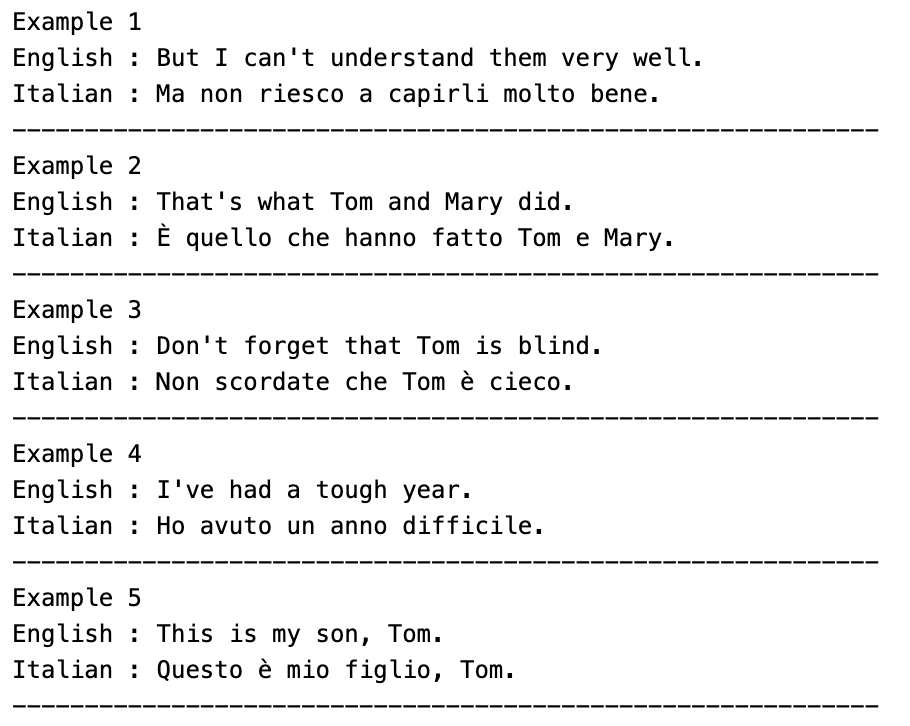 Example 1
English : But I can't understand them very well.
Italian : Ma non riesco a capirli molto bene.
------------------------------------------------------------
Example 2
English : That's what Tom and Mary did.
Italian : È quello che hanno fatto Tom e Mary.
------------------------------------------------------------
Example 3
English : Don't forget that Tom is blind.
Italian : Non scordate che Tom è cieco.
------------------------------------------------------------
Example 4
English : I've had a tough year.
Italian : Ho avuto un anno difficile.
------------------------------------------------------------
Example 5
English : This is my son, Tom.
Italian : Questo è mio figlio, Tom.
------------------------------------------------------------